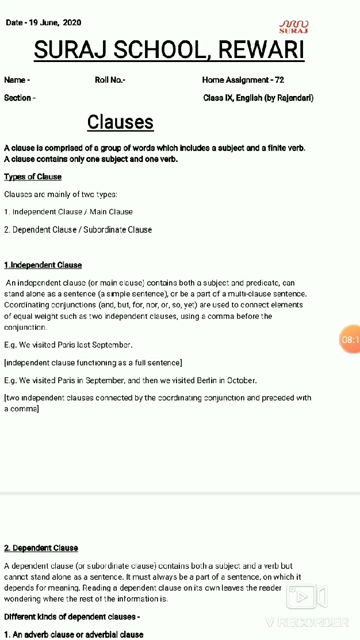 Date - 19 June, 2020
SURAJ
SURAJ SCHOOL, REWARI
Name - Roll No.- Home Assignment - 72
Section - Class IX, English (by Rajendari)
Clauses
A clause is comprised of a group of words which includes a subject and a finite verb.
A clause contains only one subject and one verb.
Types of Clause
Clauses are mainly of two types:
1. Independent Clause / Main Clause
2. Dependent Clause / Subordinate Clause
1.Independent Clause
An independent clause (or main clause) contains both a subject and predicate, can
stand alone as a sentence (a simple sentence), or be a part of a multi-clause sentence.
Coordinating conjunctions (and, but, for, nor, or, so, yet) are used to connect elements
of equal weight such as two independent clauses, using a comma before the
conjunction.
08:1
E.g. We visited Paris last September.
[independent clause functioning as a full sentence]
E.g. We visited Paris in September, and then we visited Berlin in October.
[two independent clauses connected by the coordinating conjunction and preceded with
a comma]
2. Dependent Clause
A dependent clause (or subordinate clause) contains both a subject and a verb but
cannot stand alone as a sentence. It must always be a part of a sentence, on which it
depends for meaning. Reading a dependent clause on its own leaves the reader
wondering where the rest of the information is.
Different kinds of dependent clauses -
V RECORDER
1. An adverb clause or adverbial clause